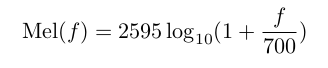 Mel(f) = 2595 log₁₀(1 + f/700)